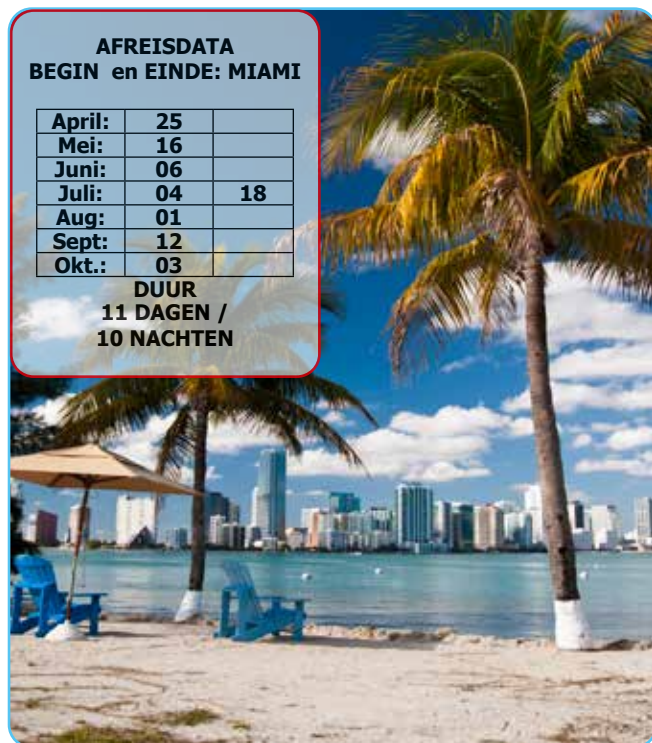 AFREISDATA
BEGIN en EINDE: MIAMI
April: 25
Mei: 16
Juni: 06
Juli: 04 18
Aug: 01
Sept: 12
Okt.: 03
DUUR
11 DAGEN /
10 NACHTEN